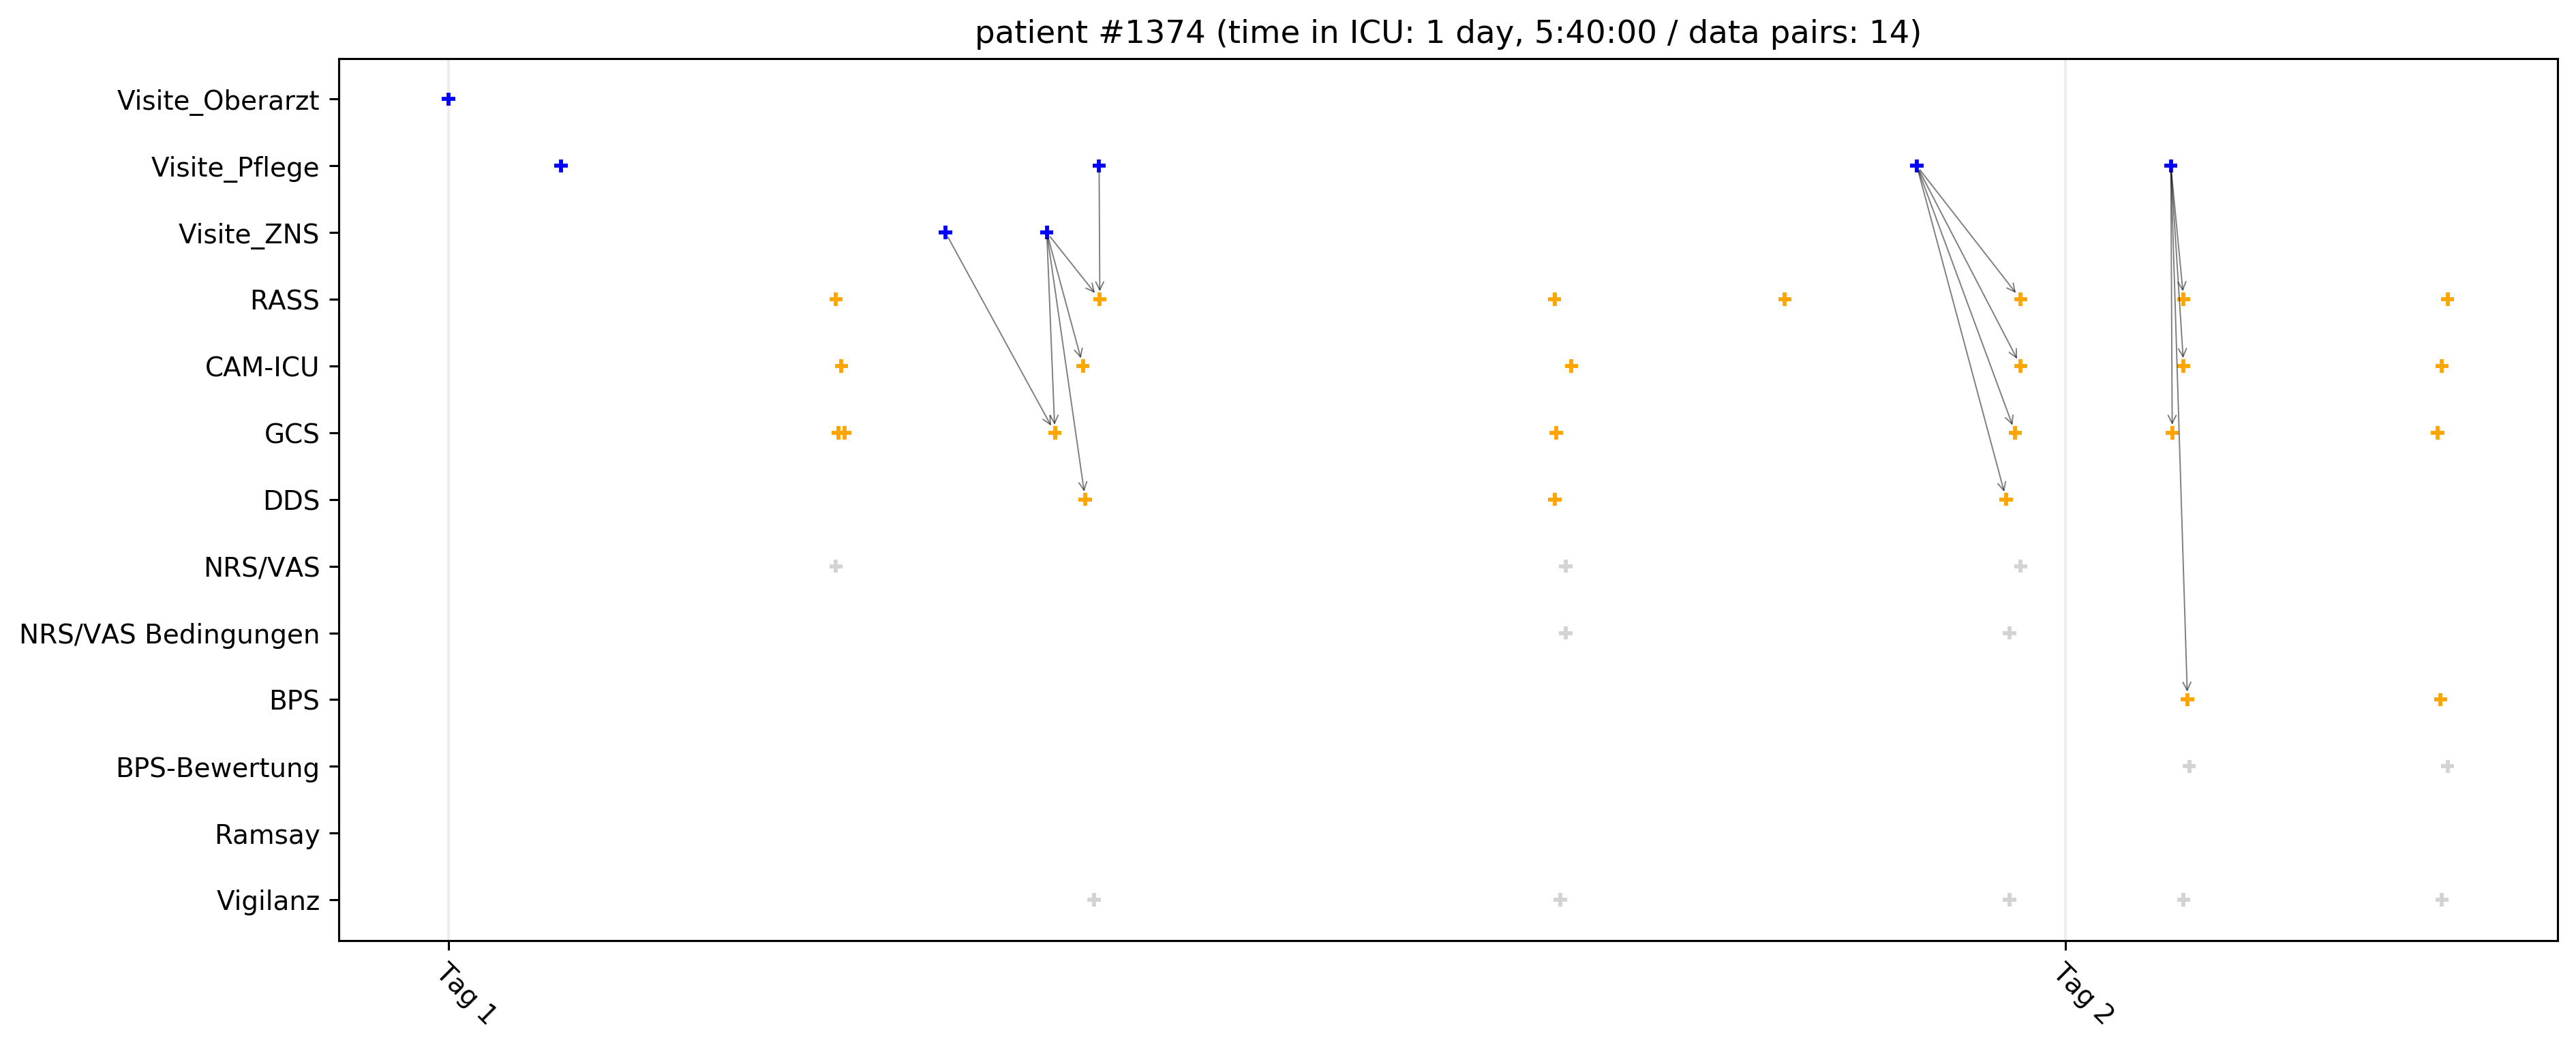 patient #1374 (time in ICU: 1 day, 5:40:00 / data pairs: 14)
Visite_Oberarzt
Visite_Pflege
Visite_ZNS
RASS
CAM-ICU
GCS
DDS
NRS/VAS
NRS/VAS Bedingungen
BPS
BPS-Bewertung
Ramsay
Vigilanz
Tag 1
Tag 2